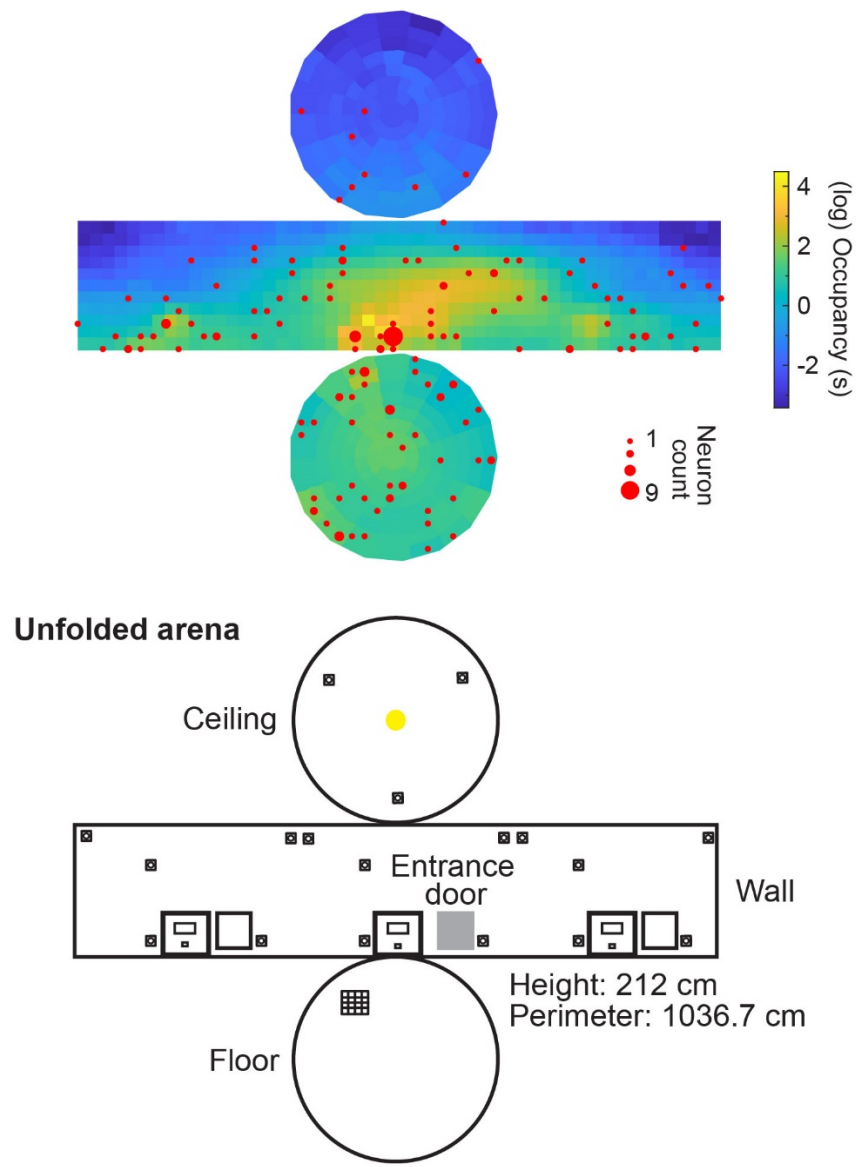 4
2
0
-2
(log) Occupancy (s)
1
9
Neuron
count
Unfolded arena
Ceiling
Entrance
door
Wall
Height: 212 cm
Perimeter: 1036.7 cm
Floor